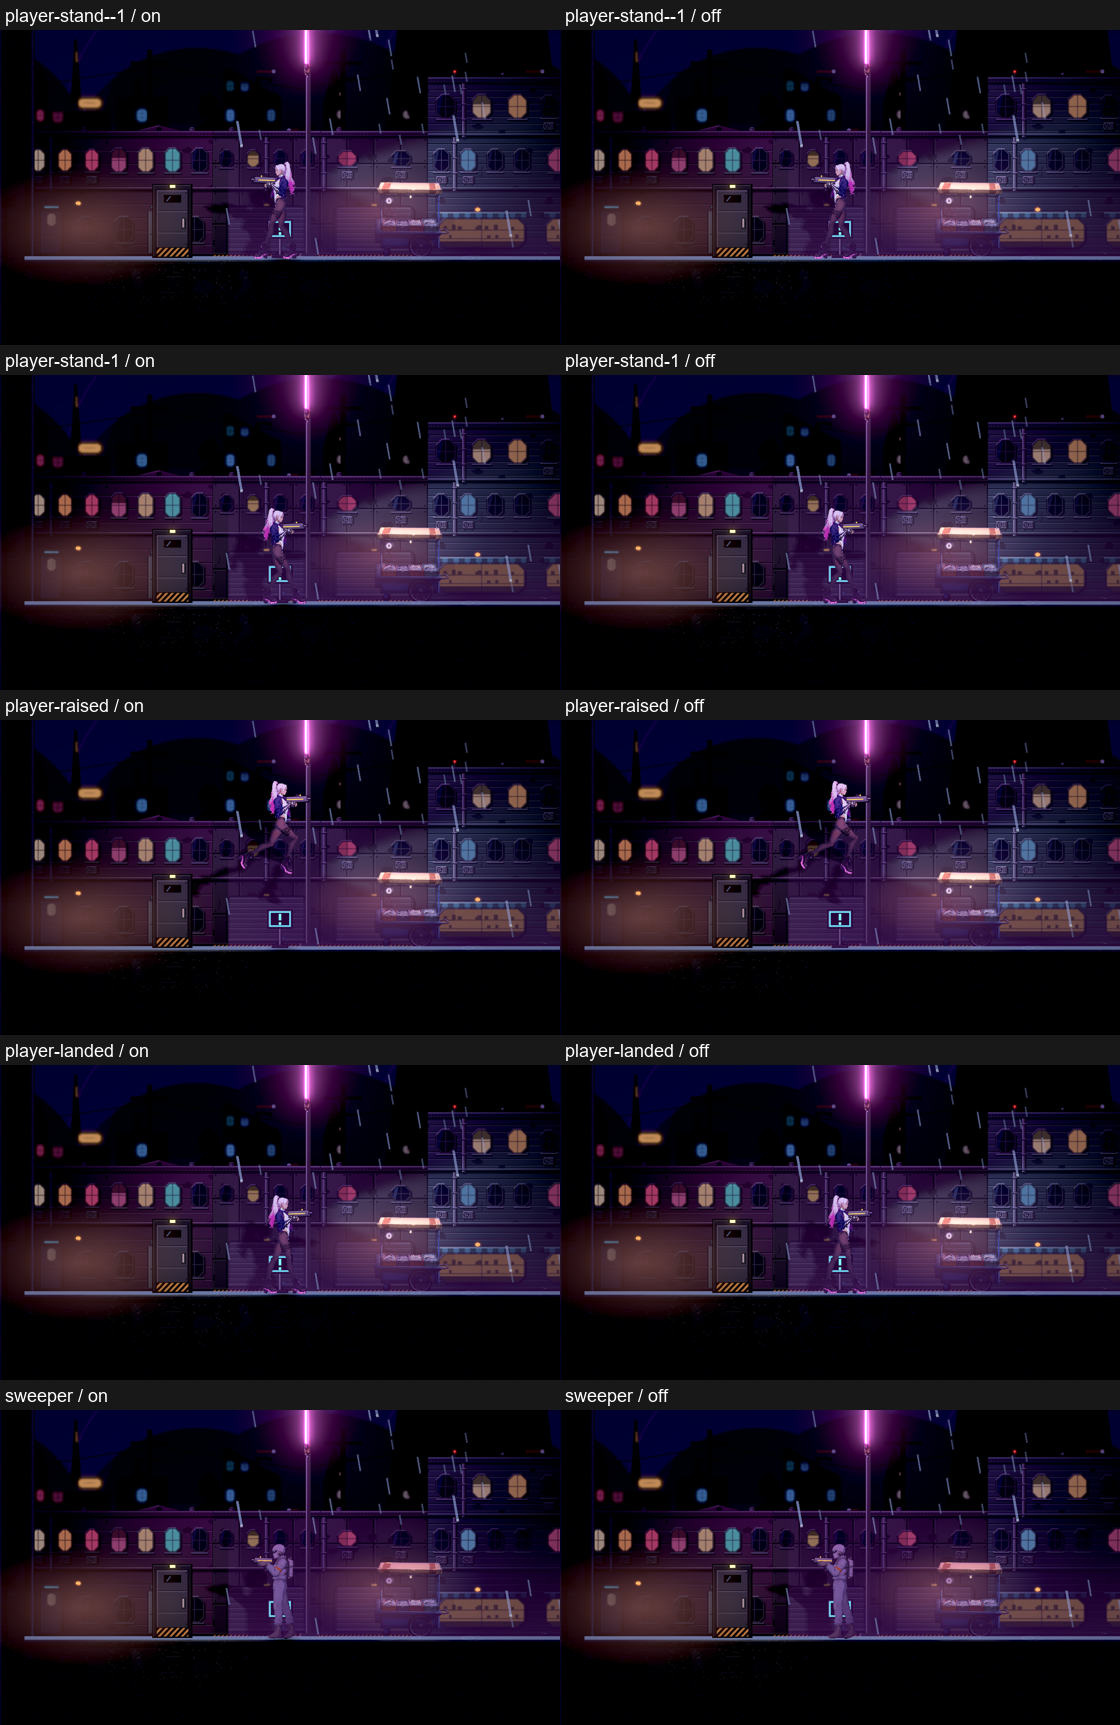 player-stand--1 / on
player-stand--1 / off
player-stand-1 / on
player-stand-1 / off
player-raised / on
player-raised / off
!
!
player-landed / on
player-landed / off
sweeper / on
sweeper / off